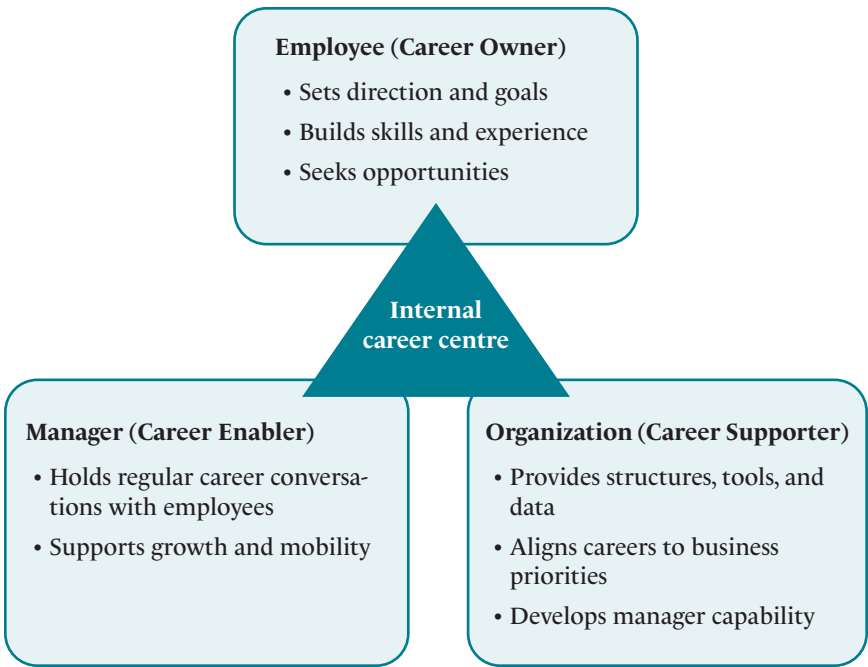 Employee (Career Owner)
• Sets direction and goals
• Builds skills and experience
• Seeks opportunities
Internal
career centre
Manager (Career Enabler)
• Holds regular career conversa-
tions with employees
• Supports growth and mobility
Organization (Career Supporter)
• Provides structures, tools, and
data
• Aligns careers to business
priorities
• Develops manager capability